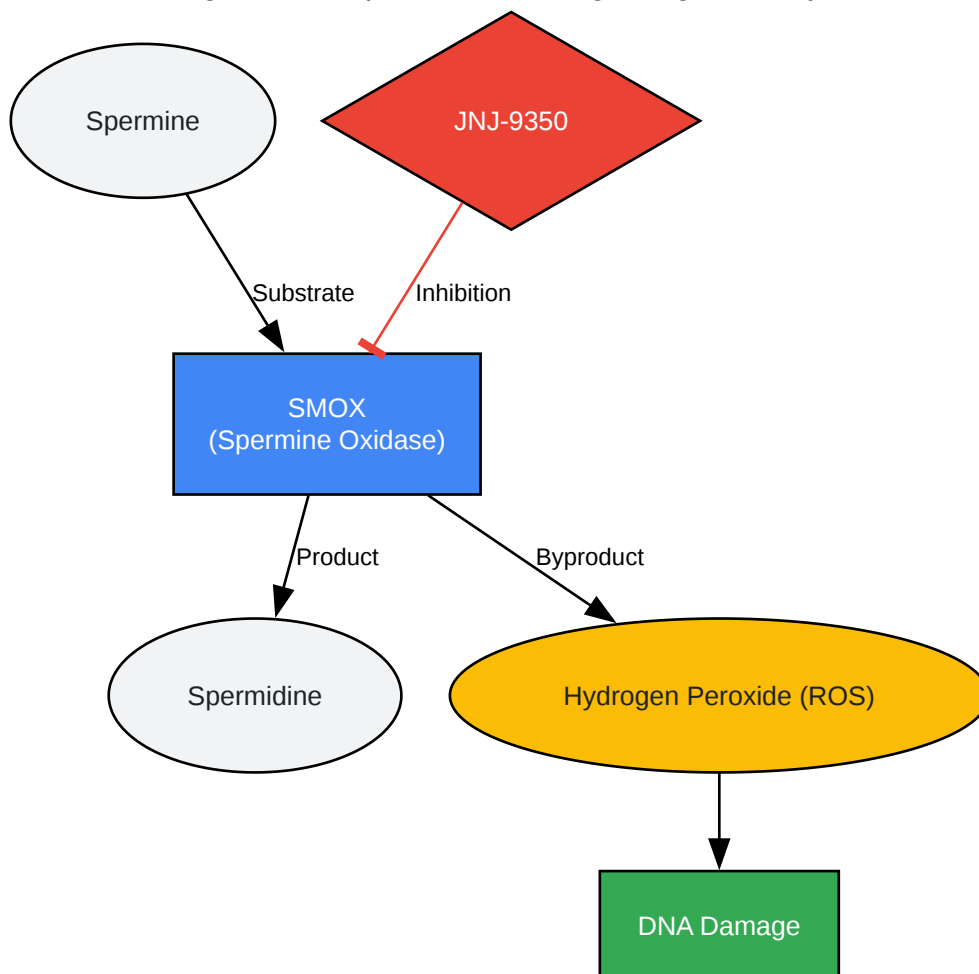 Spermine
JNJ-9350
Substrate
Inhibition
SMOX
(Spermine Oxidase)
Product
Byproduct
Spermidine
Hydrogen Peroxide (ROS)
DNA Damage